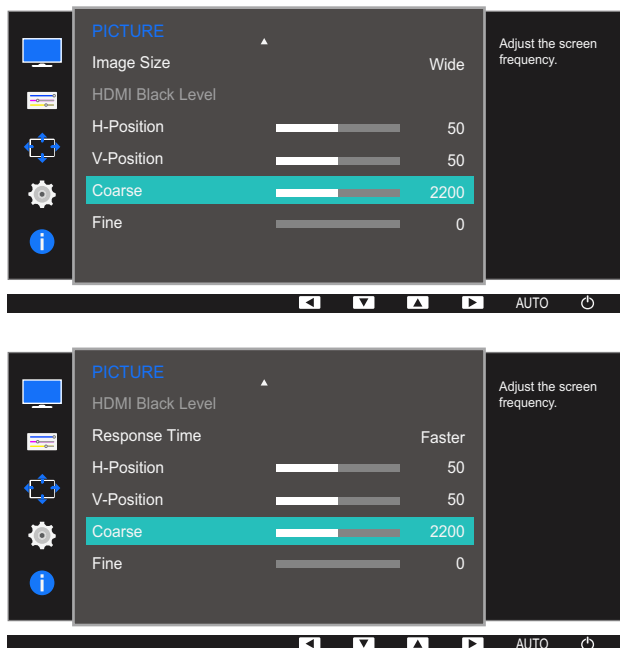 PICTURE
Image Size Wide
HDMI Black Level
H-Position 50
V-Position 50
Coarse 2200
Fine 0
Adjust the screen
frequency.
AUTO
PICTURE
HDMI Black Level
Response Time Faster
H-Position 50
V-Position 50
Coarse 2200
Fine 0
Adjust the screen
frequency.
AUTO